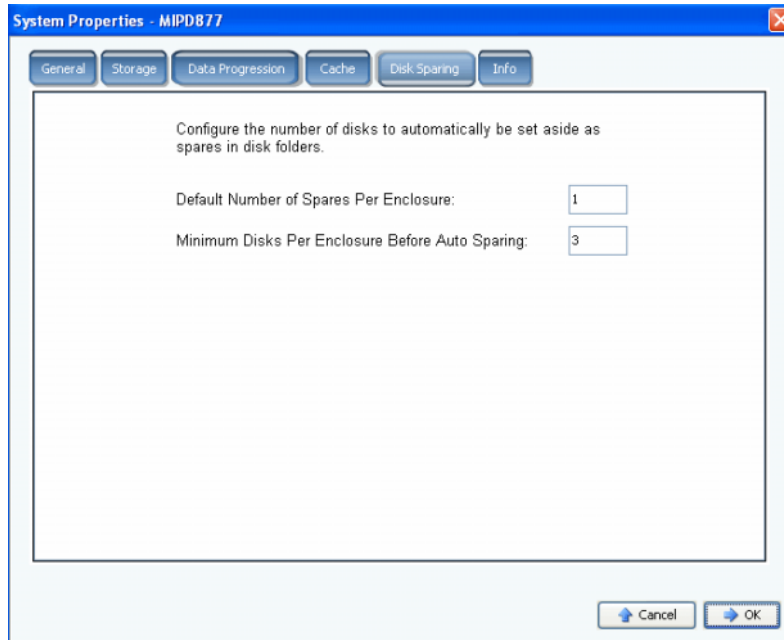 System Properties - MIPD877
General Storage Data Progression Cache Disk Sparing Info
Configure the number of disks to automatically be set aside as
spares in disk folders.
Default Number of Spares Per Enclosure: 1
Minimum Disks Per Enclosure Before Auto Sparing: 3
Cancel OK